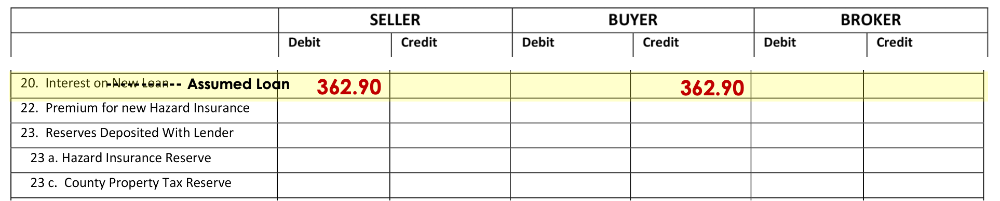 SELLER BUYER BROKER
Debit Credit Debit Credit Debit Credit
20. Interest on New Loan - Assumed Loan 362.90 362.90
22. Premium for new Hazard Insurance
23. Reserves Deposited With Lender
23 a. Hazard Insurance Reserve
23 c. County Property Tax Reserve